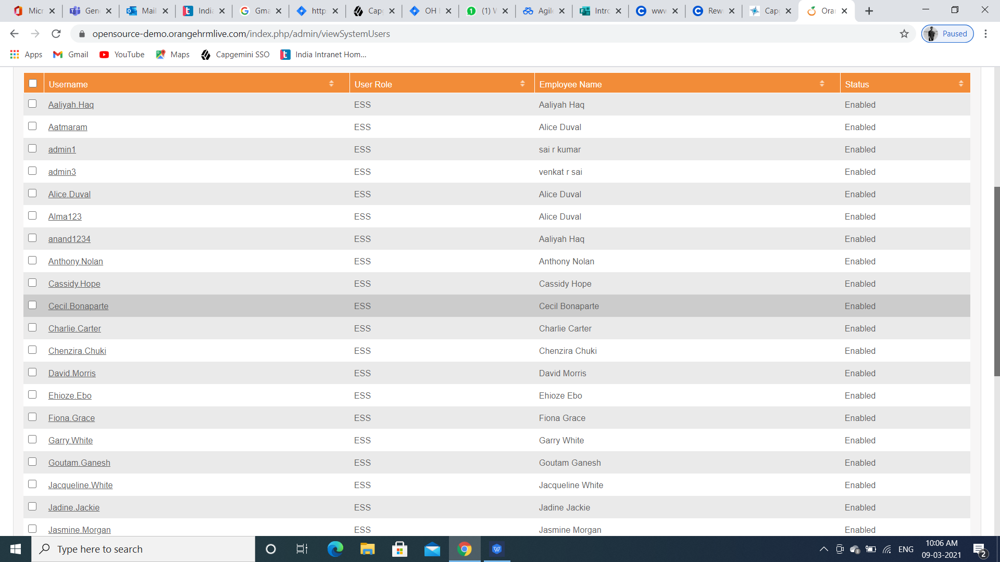 Micr Gen Mail India Gma http Cap OH (1) W Agil Intro www Rew Cap Ora
opensource-demo.orangehrmlive.com/index.php/admin/viewSystemUsers Paused
Apps Gmail YouTube Maps Capgemini SSO India Intranet Hom...
Username User Role Employee Name Status
Aaliyah.Haq ESS Aaliyah Haq Enabled
Aatmaram ESS Alice Duval Enabled
admin1 ESS sai r kumar Enabled
admin3 ESS venkat r sai Enabled
Alice.Duval ESS Alice Duval Enabled
Alma123 ESS Alice Duval Enabled
anand1234 ESS Aaliyah Haq Enabled
Anthony.Nolan ESS Anthony Nolan Enabled
Cassidy.Hope ESS Cassidy Hope Enabled
Cecil.Bonaparte ESS Cecil Bonaparte Enabled
Charlie.Carter ESS Charlie Carter Enabled
Chenzira.Chuki ESS Chenzira Chuki Enabled
David.Morris ESS David Morris Enabled
Ehioze.Ebo ESS Ehioze Ebo Enabled
Fiona.Grace ESS Fiona Grace Enabled
Garry.White ESS Garry White Enabled
Goutam.Ganesh ESS Goutam Ganesh Enabled
Jacqueline.White ESS Jacqueline White Enabled
Jadine.Jackie ESS Jadine Jackie Enabled
Jasmine.Morgan ESS Jasmine Morgan Enabled
Type here to search ENG 10:06 AM
09-03-2021 2